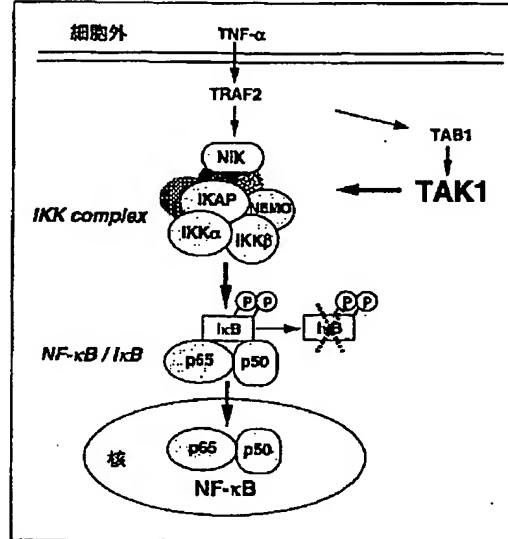 細胞外
TNF-α
TRAF2
TAB1
NIK
TAK1
IKAP
NEMO
IKK complex
IKKα
IKKβ
P P P P
IκB IκB
NF-κB / IκB
p65 p50
核
p65 p50
NF-κB